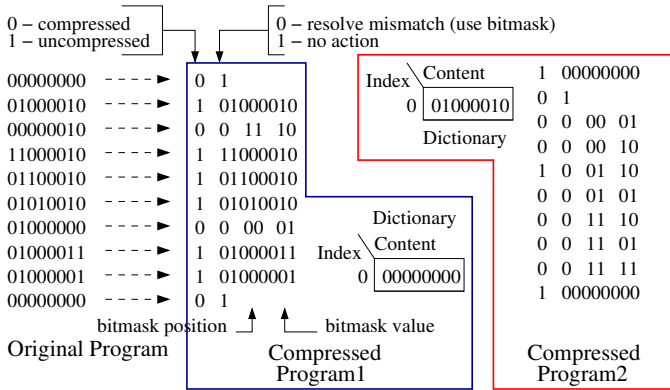 0 – compressed
1 – uncompressed
0 – resolve mismatch (use bitmask)
1 – no action
00000000
01000010
00000010
11000010
01100010
01010010
01000000
01000011
01000001
00000000
Original Program
0 1
1 01000010
0 0 11 10
1 11000010
1 01100010
1 01010010
0 0 00 01
1 01000011
1 01000001
0 1
bitmask position
bitmask value
Dictionary
Index Content
0 00000000
Compressed
Program1
Index Content
0 01000010
Dictionary
1 00000000
0 1
0 0 00 01
0 0 00 10
1 0 01 10
0 0 01 01
0 0 11 10
0 0 11 01
0 0 11 11
1 00000000
Compressed
Program2